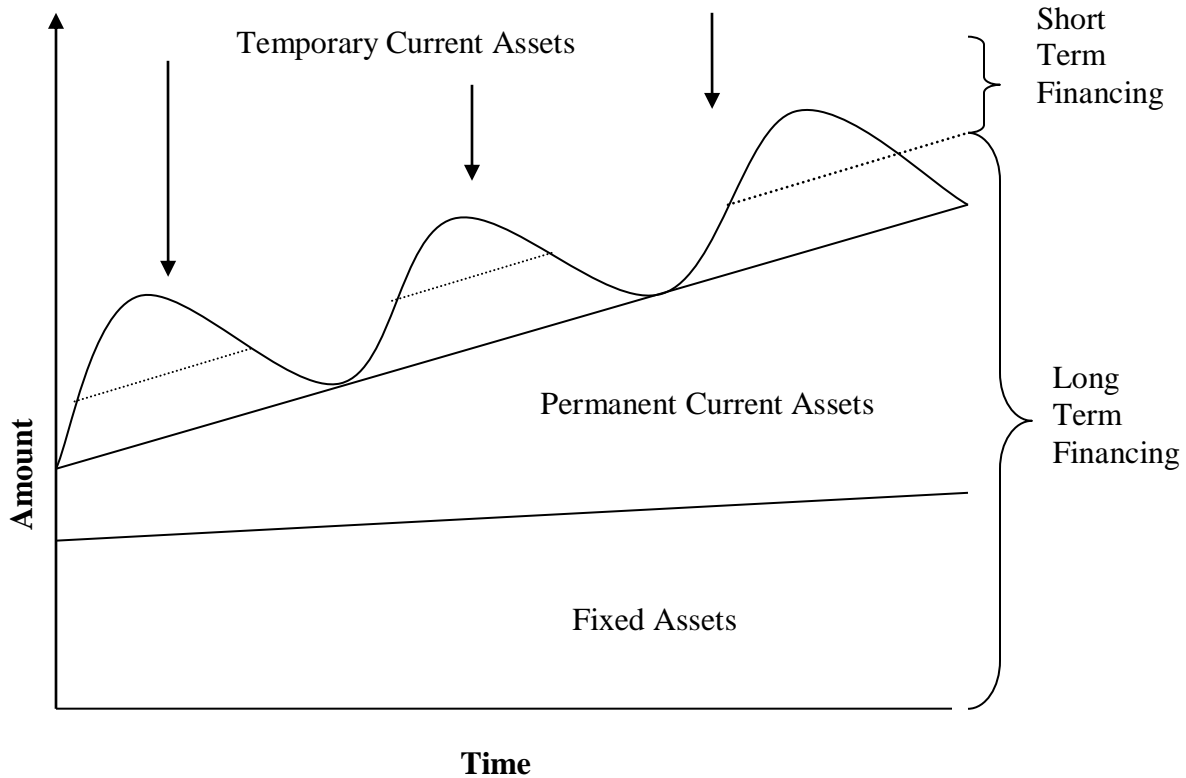 Temporary Current Assets
Short
Term
Financing
Permanent Current Assets
Long
Term
Financing
Amount
Fixed Assets
Time